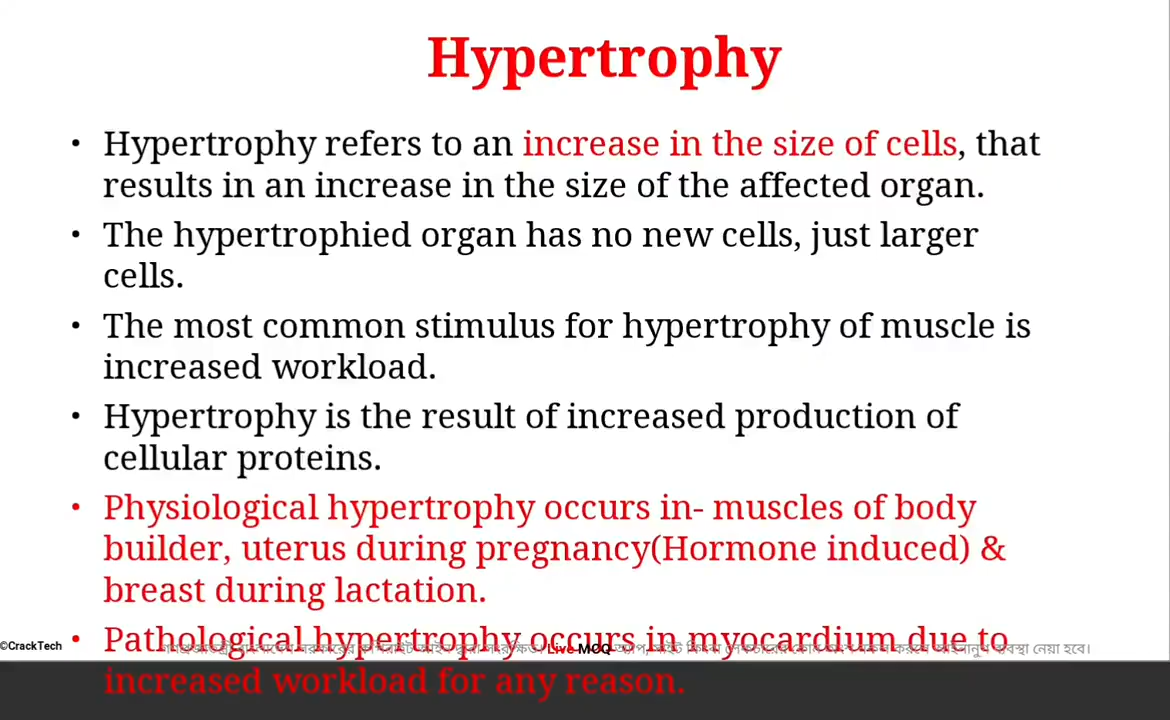 Hypertrophy
• Hypertrophy refers to an increase in the size of cells, that
results in an increase in the size of the affected organ.
• The hypertrophied organ has no new cells, just larger
cells.
• The most common stimulus for hypertrophy of muscle is
increased workload.
• Hypertrophy is the result of increased production of
cellular proteins.
• Physiological hypertrophy occurs in- muscles of body
builder, uterus during pregnancy(Hormone induced) &
breast during lactation.
• Pathological hypertrophy occurs in myocardium due to
©CrackTech
Live MCQ
increased workload for any reason.